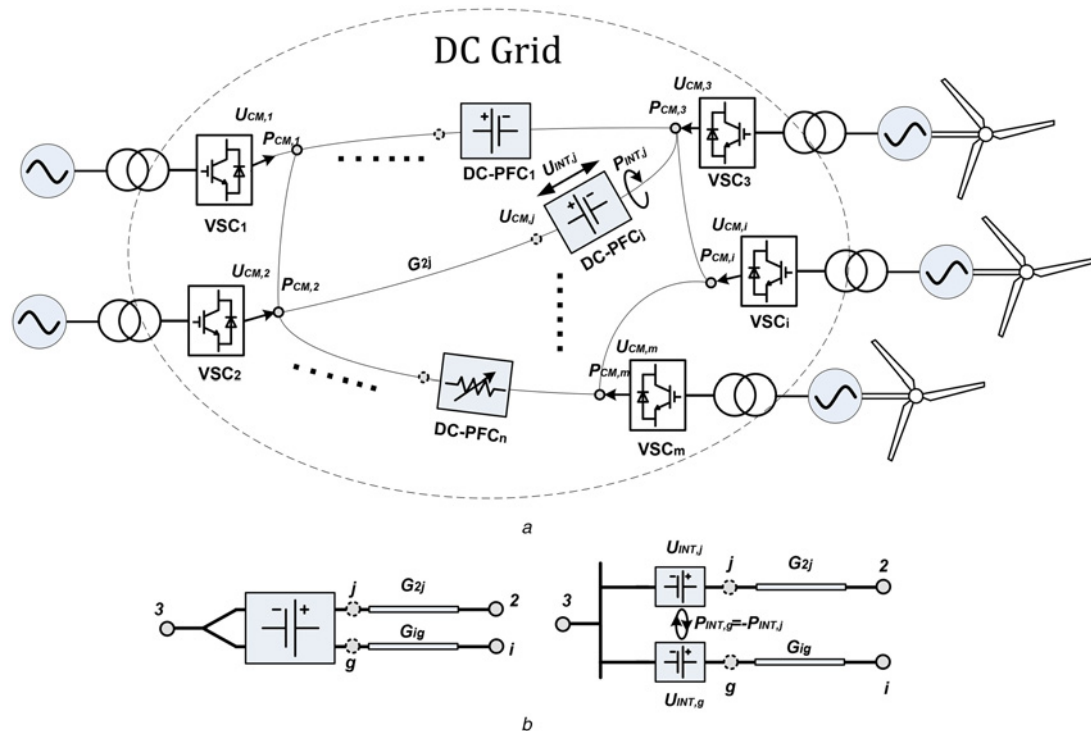 DC Grid
U_CM,1
P_CM,1
VSC1
DC-PFC1
U_CM,3
P_CM,3
VSC3
U_INT,j
P_INT,j
U_CM,j
DC-PFCj
G2j
U_CM,2
P_CM,2
VSC2
U_CM,i
P_CM,i
VSCi
DC-PFCn
U_CM,m
P_CM,m
VSCm
a
3
j
G2j
2
g
Gig
i
U_INT,j
3
j
G2j
2
P_INT,g=-P_INT,j
U_INT,g
g
Gig
i
b